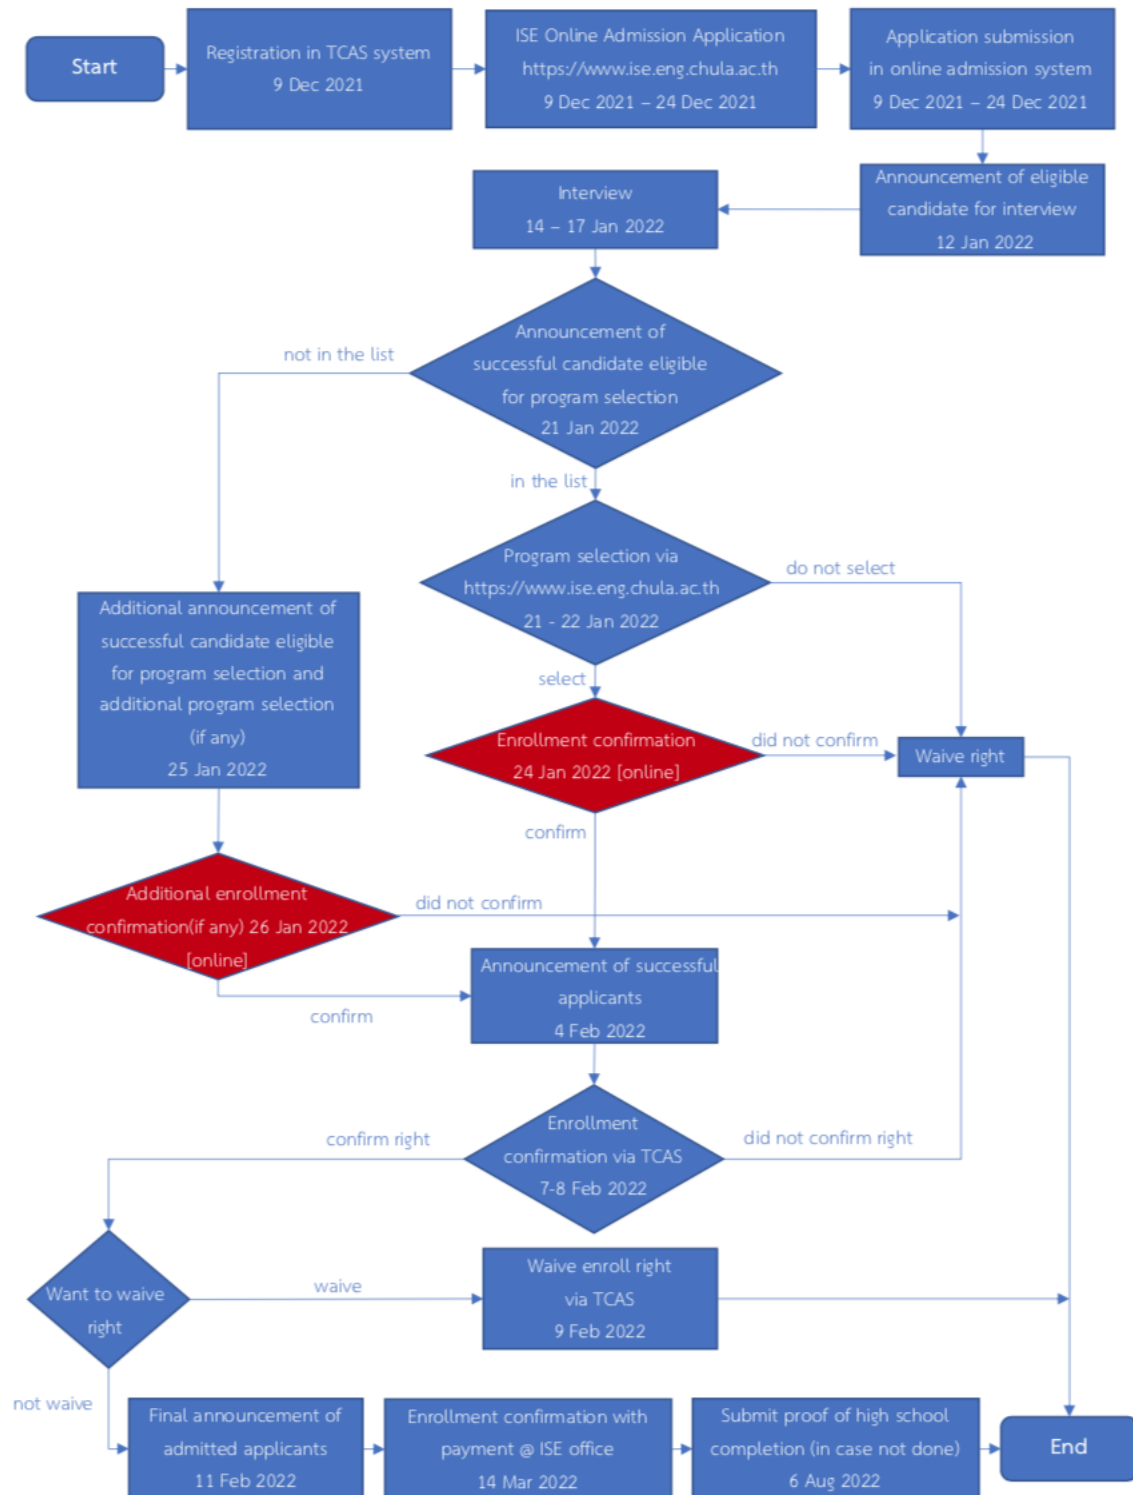 Start
Registration in TCAS system
9 Dec 2021
ISE Online Admission Application
https://www.ise.eng.chula.ac.th
9 Dec 2021 – 24 Dec 2021
Application submission
in online admission system
9 Dec 2021 – 24 Dec 2021
Announcement of eligible
candidate for interview
12 Jan 2022
Interview
14 – 17 Jan 2022
Announcement of
successful candidate eligible
for program selection
21 Jan 2022
not in the list
in the list
Program selection via
https://www.ise.eng.chula.ac.th
21 - 22 Jan 2022
do not select
select
Additional announcement of
successful candidate eligible
for program selection and
additional program selection
(if any)
25 Jan 2022
Enrollment confirmation
24 Jan 2022 [online]
did not confirm
Waive right
confirm
Additional enrollment
confirmation(if any) 26 Jan 2022
[online]
did not confirm
confirm
Announcement of successful
applicants
4 Feb 2022
Enrollment
confirmation via TCAS
7-8 Feb 2022
confirm right
did not confirm right
Want to waive
right
waive
Waive enroll right
via TCAS
9 Feb 2022
not waive
Final announcement of
admitted applicants
11 Feb 2022
Enrollment confirmation with
payment @ ISE office
14 Mar 2022
Submit proof of high school
completion (in case not done)
6 Aug 2022
End